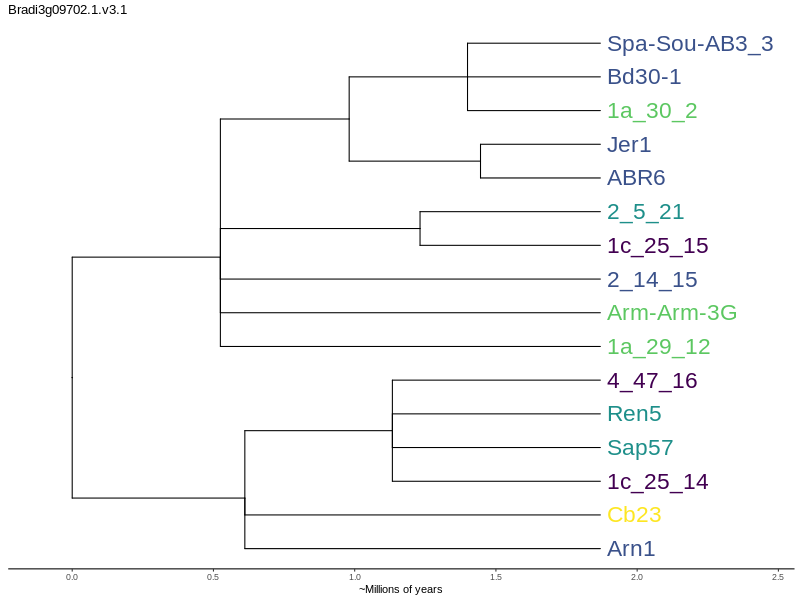 Bradi3g09702.1.v3.1
Spa-Sou-AB3_3
Bd30-1
1a_30_2
Jer1
ABR6
2_5_21
1c_25_15
2_14_15
Arm-Arm-3G
1a_29_12
4_47_16
Ren5
Sap57
1c_25_14
Cb23
Arn1
0.0 0.5 1.0 1.5 2.0 2.5
~Millions of years